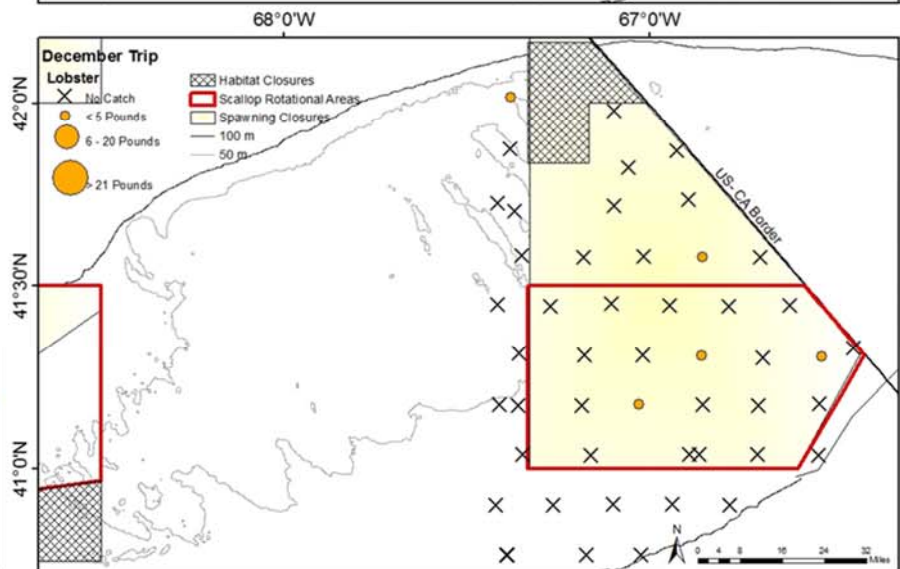 68°0'W 67°0'W
December Trip
Lobster
No Catch
< 5 Pounds
6 - 20 Pounds
> 21 Pounds
Habitat Closures
Scallop Rotational Areas
Spawning Closures
100 m
50 m
42°0'N
41°30'N
41°0'N
US- CA Border
N
0 4 8 16 24 32
Miles